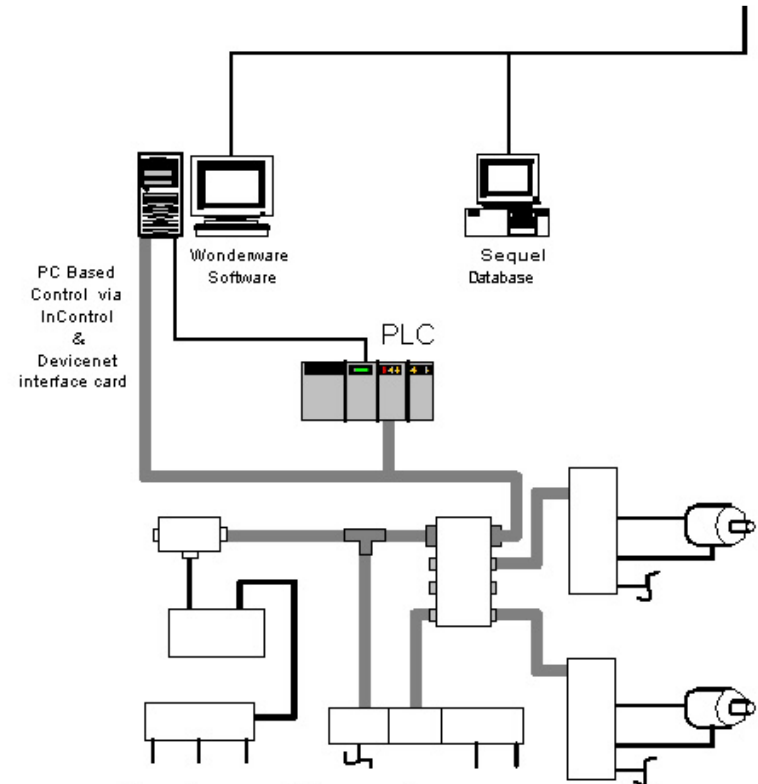 Wonderware
Software
Sequel
Database
PC Based
Control via
InControl
&
Devicenet
interface card
PLC